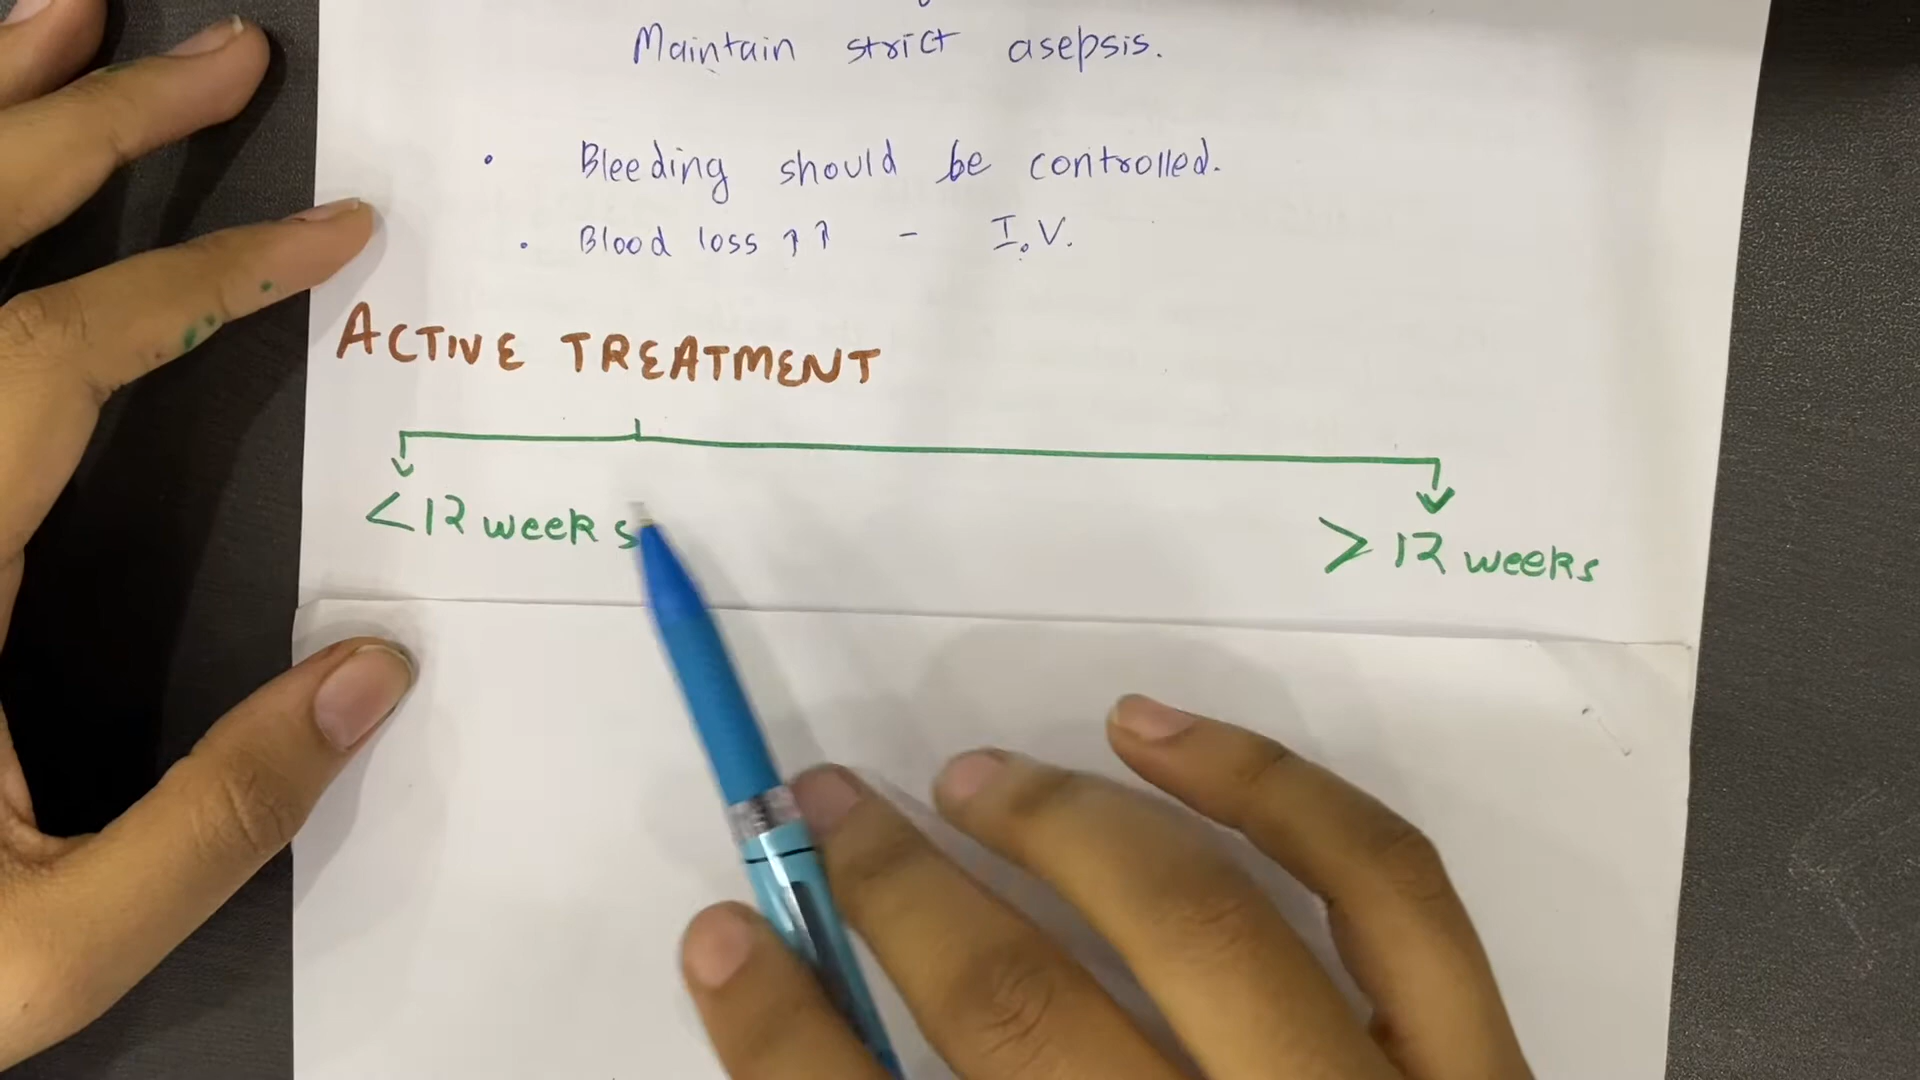 Maintain strict asepsis.
• Bleeding should be controlled.
• Blood loss ↑↑ - I.V.
ACTIVE TREATMENT
<12 weeks
>12 weeks